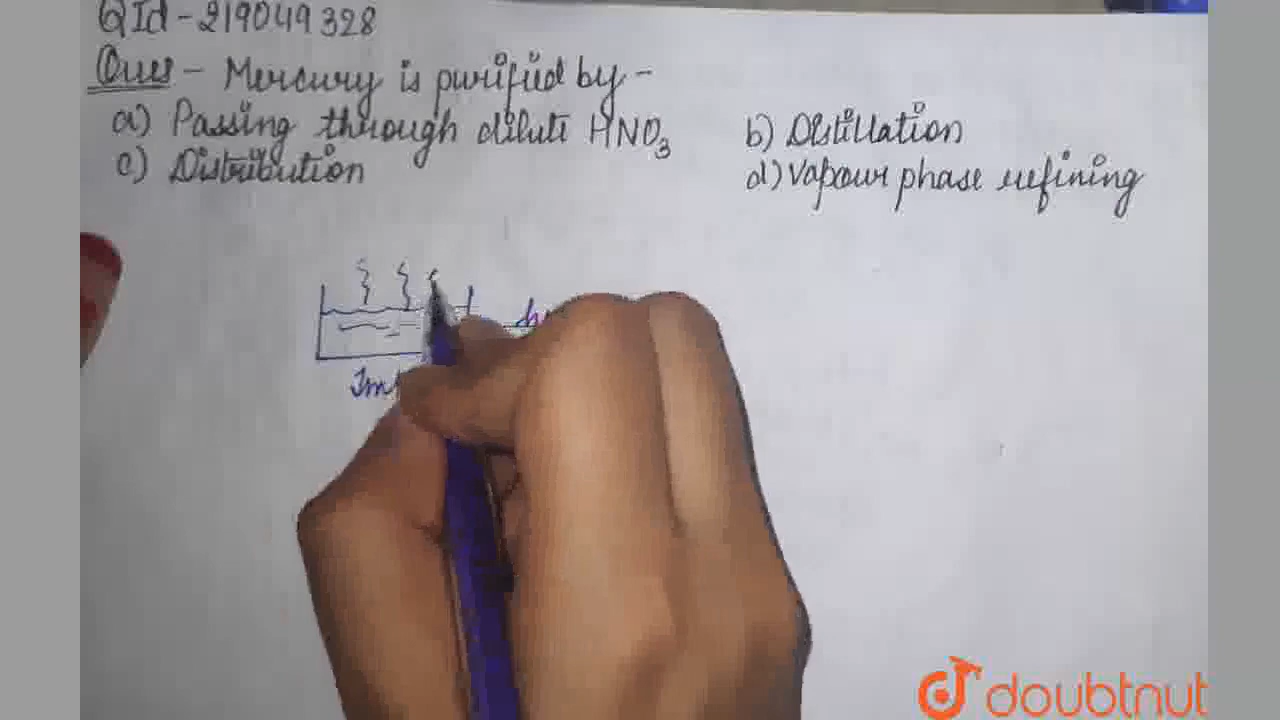 QId - 219049328
Ques - Mercury is purified by -
a) Passing through dilute HNO3 b) Distillation
c) Distribution d) Vapour phase refining
doubtnut